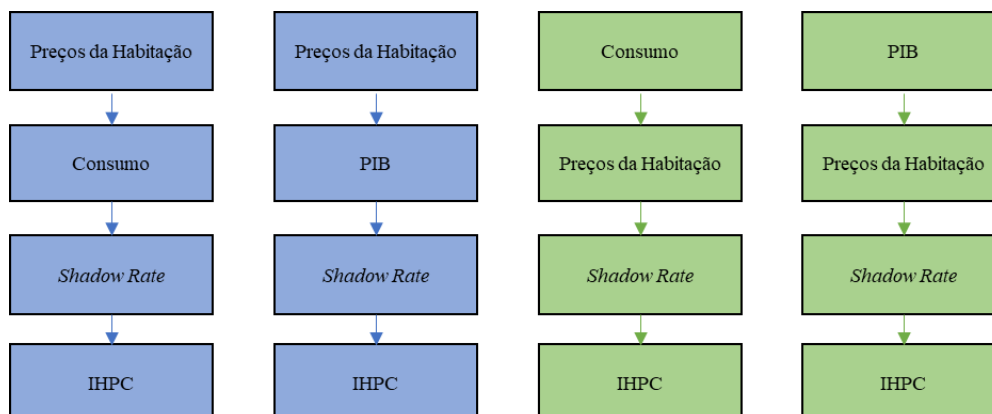 Preços da Habitação
Preços da Habitação
Consumo
PIB
Consumo
PIB
Preços da Habitação
Preços da Habitação
Shadow Rate
Shadow Rate
Shadow Rate
Shadow Rate
IHPC
IHPC
IHPC
IHPC